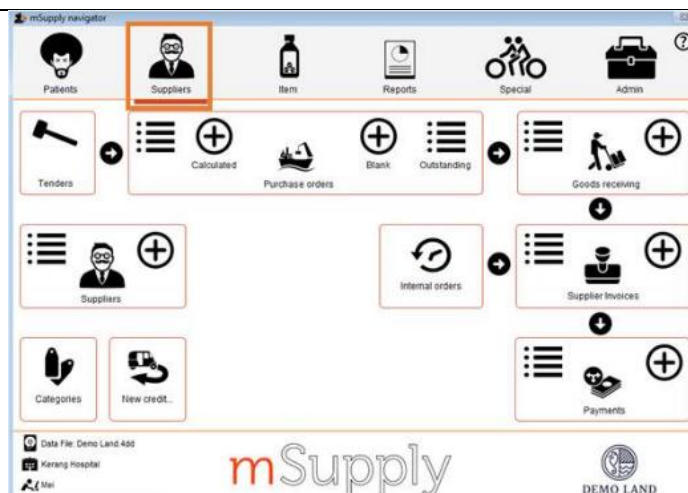 mSupply navigator
Patients
Suppliers
Item
Reports
Special
Admin
Tenders
Calculated
Blank
Outstanding
Purchase orders
Goods receiving
Suppliers
Internal orders
Supplier Invoices
Categories
New credit...
Payments
Data File: Demo Land.4dd
Kerang Hospital
Mei
mSupply
DEMO LAND